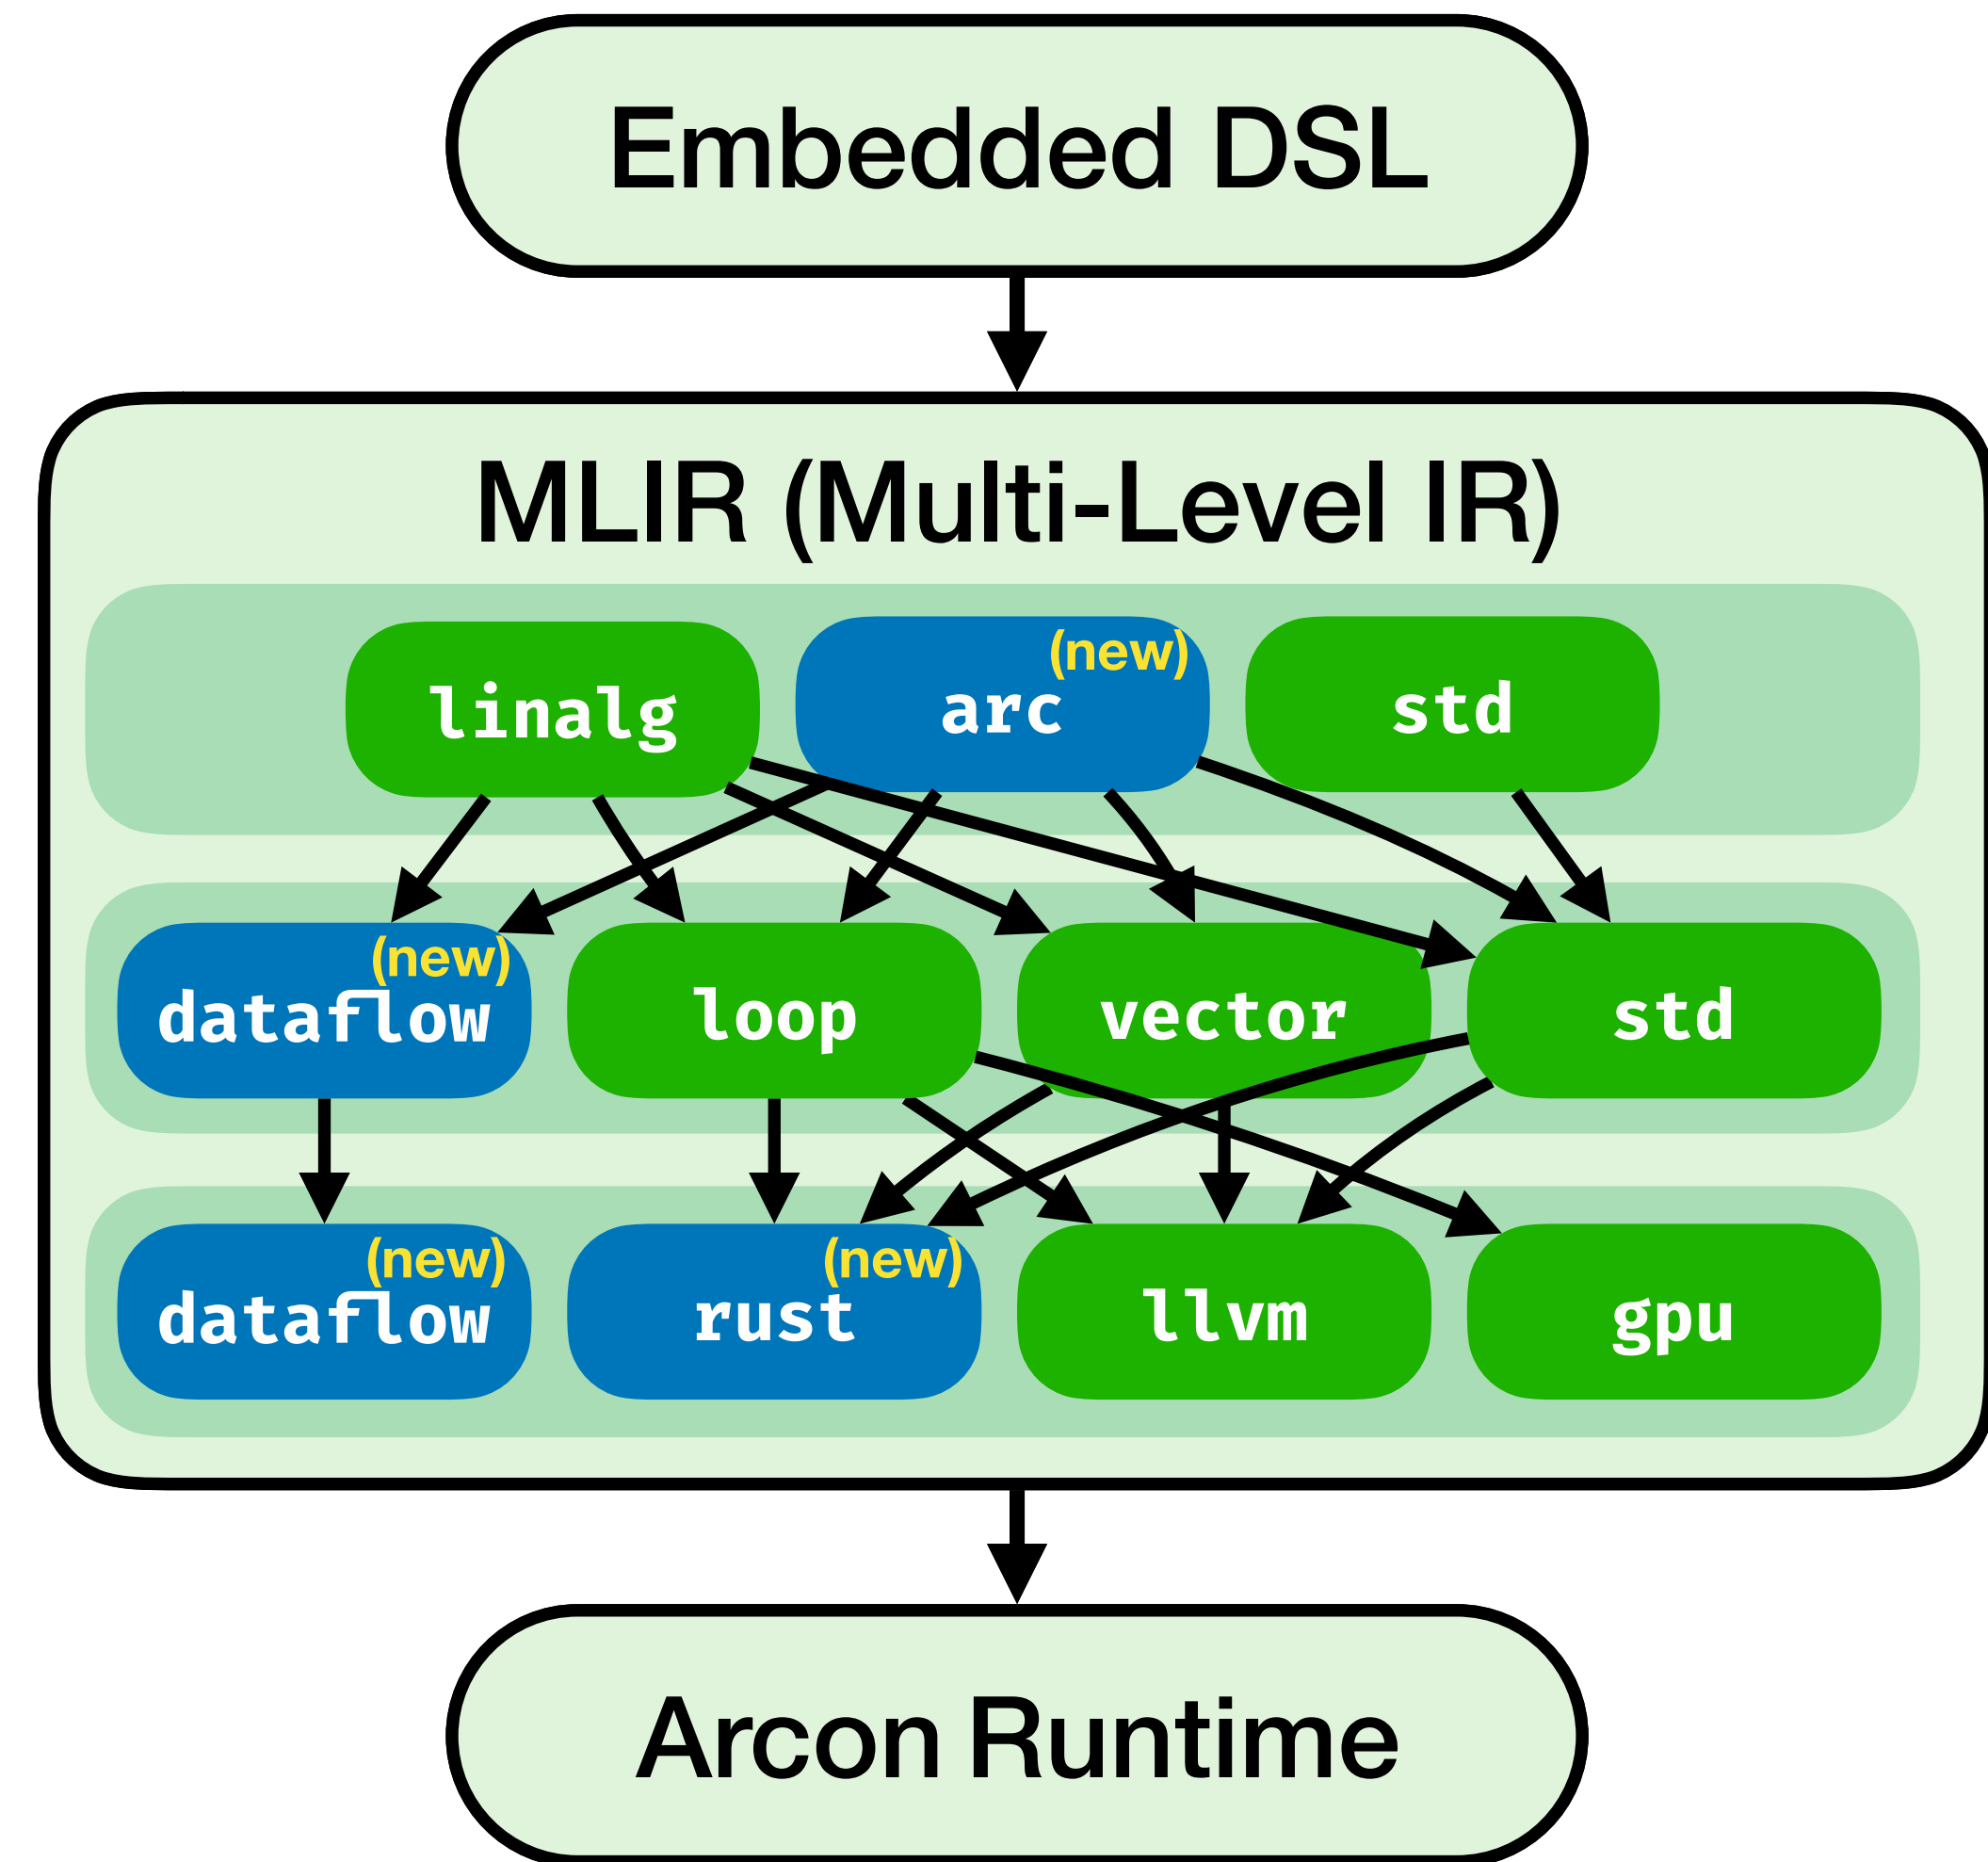 Embedded DSL
MLIR (Multi-Level IR)
linalg
(new)
arc
std
(new)
dataflow
loop
vector
std
(new)
dataflow
(new)
rust
llvm
gpu
Arcon Runtime